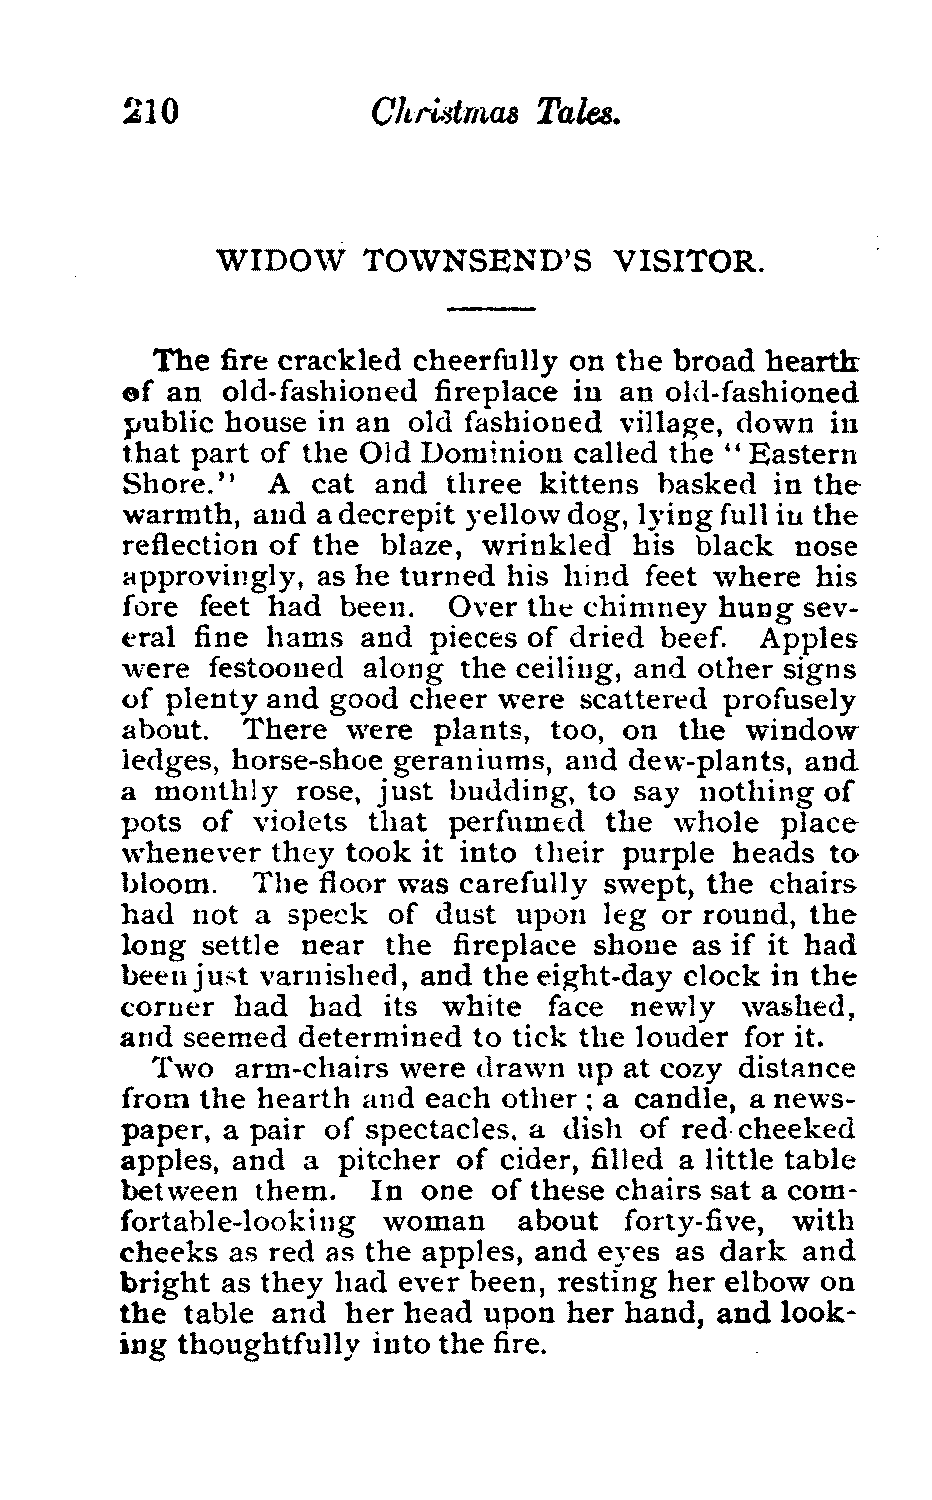 210 Christmas Tales.
WIDOW TOWNSEND'S VISITOR.
The fire crackled cheerfully on the broad hearth
of an old-fashioned fireplace in an old-fashioned
public house in an old fashioned village, down in
that part of the Old Dominion called the "Eastern
Shore." A cat and three kittens basked in the
warmth, and a decrepit yellow dog, lying full in the
reflection of the blaze, wrinkled his black nose
approvingly, as he turned his hind feet where his
fore feet had been. Over the chimney hung sev-
eral fine hams and pieces of dried beef. Apples
were festooned along the ceiling, and other signs
of plenty and good cheer were scattered profusely
about. There were plants, too, on the window
ledges, horse-shoe geraniums, and dew-plants, and
a monthly rose, just budding, to say nothing of
pots of violets that perfumed the whole place
whenever they took it into their purple heads to
bloom. The floor was carefully swept, the chairs
had not a speck of dust upon leg or round, the
long settle near the fireplace shone as if it had
been just varnished, and the eight-day clock in the
corner had had its white face newly washed,
and seemed determined to tick the louder for it.
Two arm-chairs were drawn up at cozy distance
from the hearth and each other; a candle, a news-
paper, a pair of spectacles, a dish of red-cheeked
apples, and a pitcher of cider, filled a little table
between them. In one of these chairs sat a com-
fortable-looking woman about forty-five, with
cheeks as red as the apples, and eyes as dark and
bright as they had ever been, resting her elbow on
the table and her head upon her hand, and look-
ing thoughtfully into the fire.